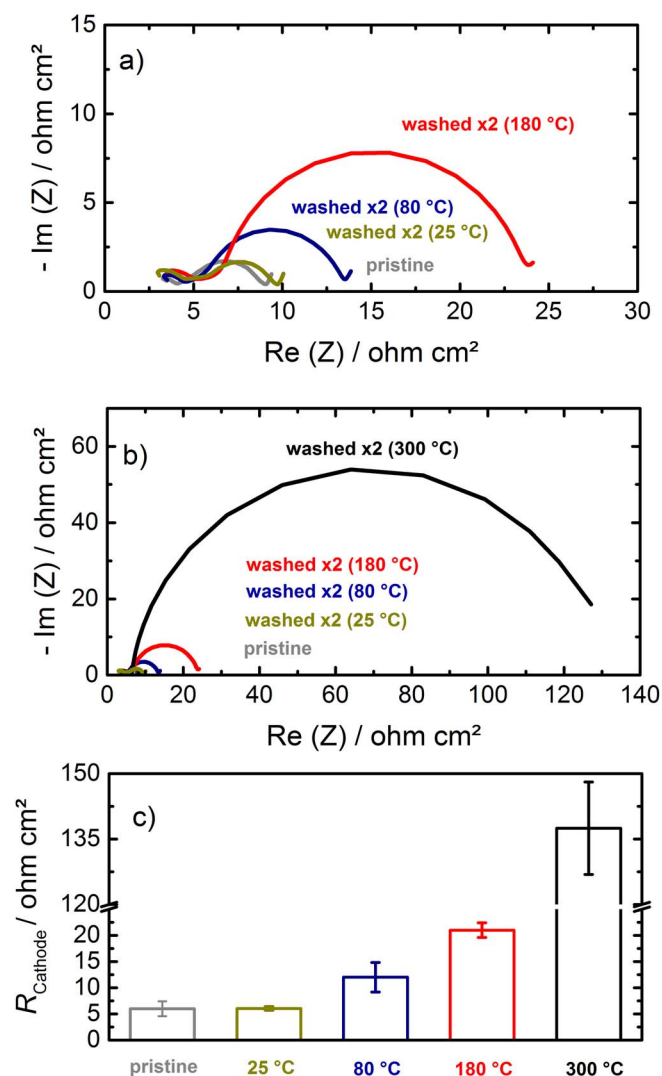 15
a)
washed x2 (180 °C)
10
washed x2 (80 °C)
washed x2 (25 °C)
5
pristine
0
0 5 10 15 20 25 30
- Im (Z) / ohm cm²
Re (Z) / ohm cm²
b)
washed x2 (300 °C)
60
40
washed x2 (180 °C)
washed x2 (80 °C)
washed x2 (25 °C)
20
pristine
0
0 20 40 60 80 100 120 140
- Im (Z) / ohm cm²
Re (Z) / ohm cm²
150
c)
135
120
20
15
10
5
0
R Cathode / ohm cm²
pristine 25 °C 80 °C 180 °C 300 °C